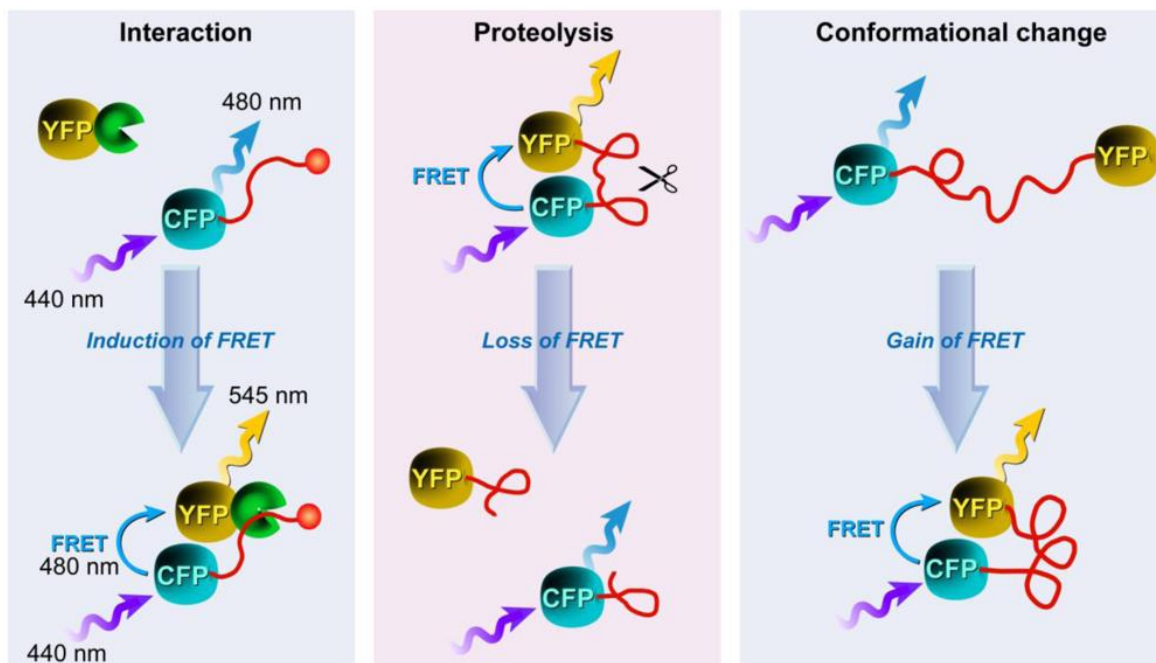 Interaction
YFP
480 nm
CFP
440 nm
Induction of FRET
545 nm
YFP
FRET
480 nm
CFP
440 nm
Proteolysis
YFP
FRET
CFP
Loss of FRET
YFP
CFP
Conformational change
CFP
YFP
Gain of FRET
YFP
FRET
CFP